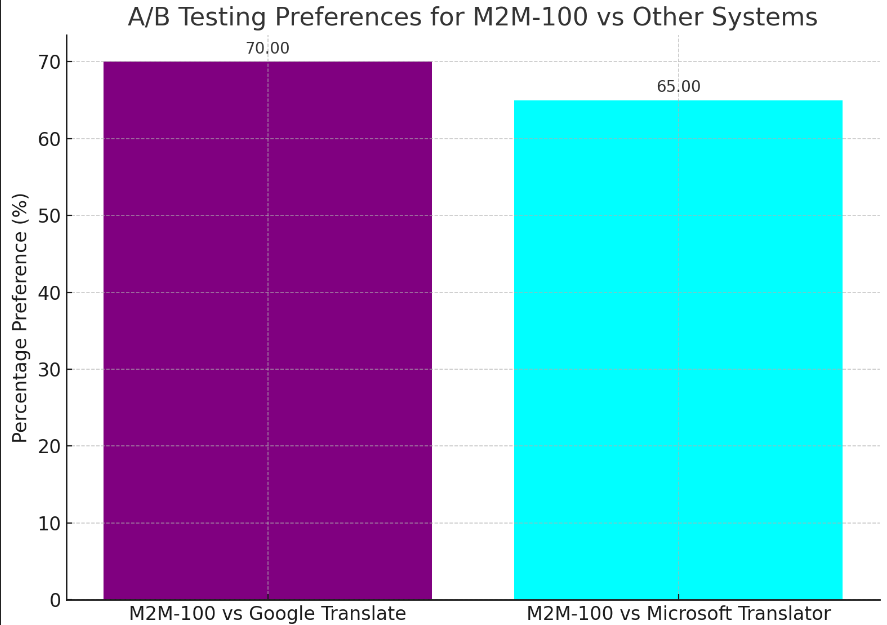 A/B Testing Preferences for M2M-100 vs Other Systems
70.00
65.00
Percentage Preference (%)
70
60
50
40
30
20
10
0
M2M-100 vs Google Translate
M2M-100 vs Microsoft Translator